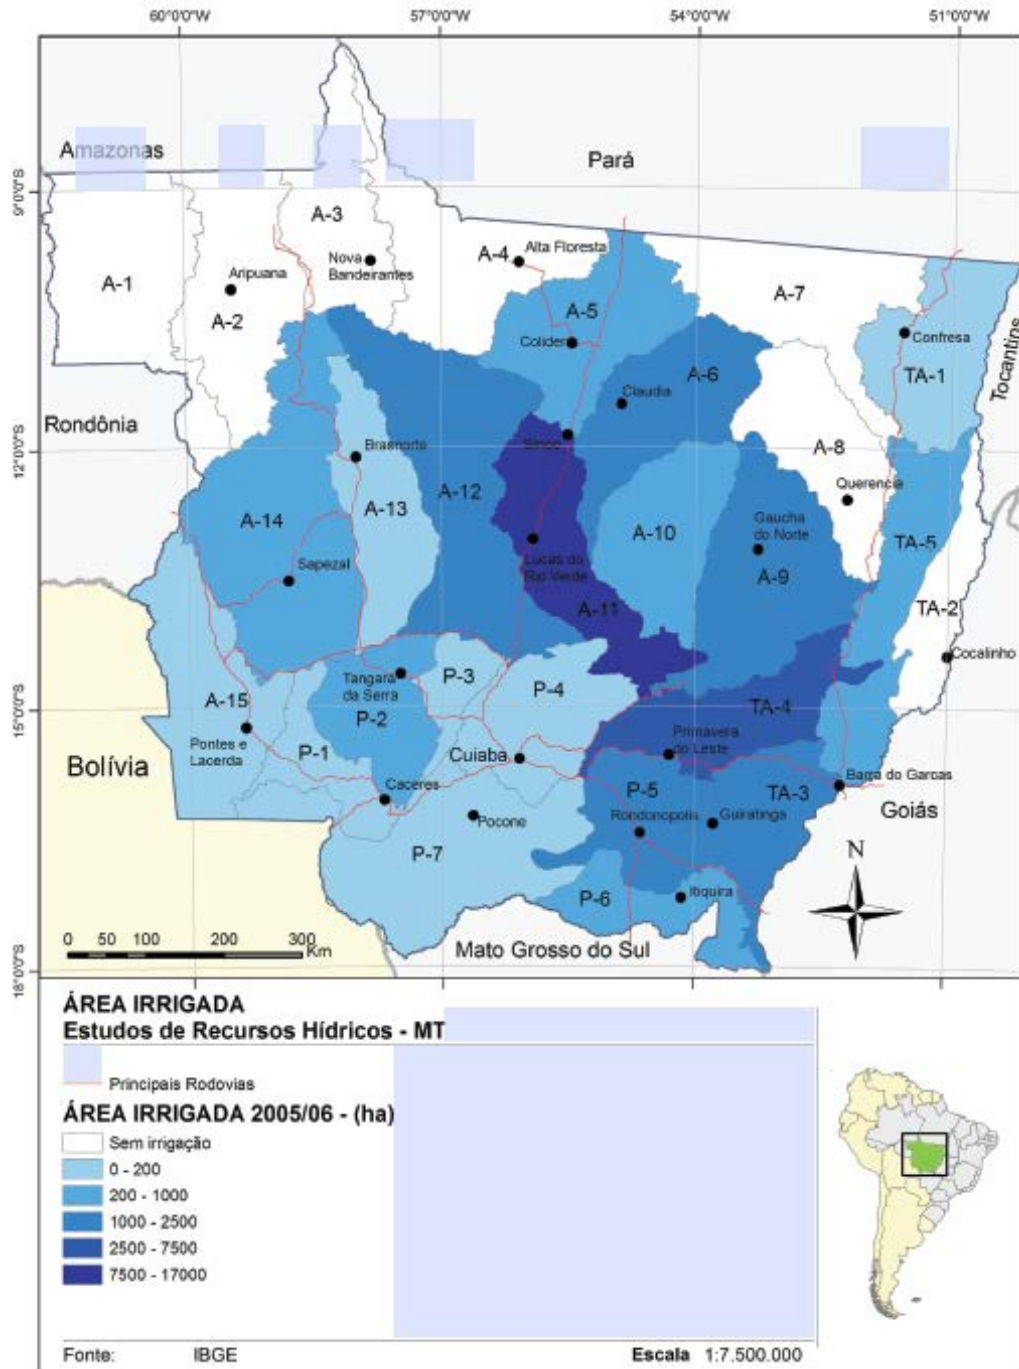 60°0'0"W 57°0'0"W 54°0'0"W 51°0'0"W
Amazonas
Pará
9°0'0"S
A-3
A-4
Alta Floresta
Nova
Bandeirantes
A-1
Aripuana
A-2
A-7
A-5
Colider
Confresa
TA-1
Tocantins
A-6
Claudia
Rondônia
12°0'0"S
Brasnorte
Sinop
A-8
Querencia
A-12
A-13
A-14
A-10
Gaucha
do Norte
TA-5
Sapezal
Lucas do
Rio Verde
A-9
A-11
TA-2
Cocalinho
Tangara
da Serra
P-3
P-4
A-15
15°0'0"S
P-2
TA-4
Primavera
do Leste
Pontes e
Lacerda
P-1
Cuiaba
Bolívia
Caceres
P-5
TA-3
Barra do Garcas
Goiás
Pocone
Rondonopolis
Guiratinga
P-7
N
P-6
Ibquira
Mato Grosso do Sul
0 50 100 200 300
Km
18°0'0"S
ÁREA IRRIGADA
Estudos de Recursos Hídricos - MT
Principais Rodovias
ÁREA IRRIGADA 2005/06 - (ha)
Sem irrigação
0 - 200
200 - 1000
1000 - 2500
2500 - 7500
7500 - 17000
Fonte: IBGE Escala 1:7.500.000